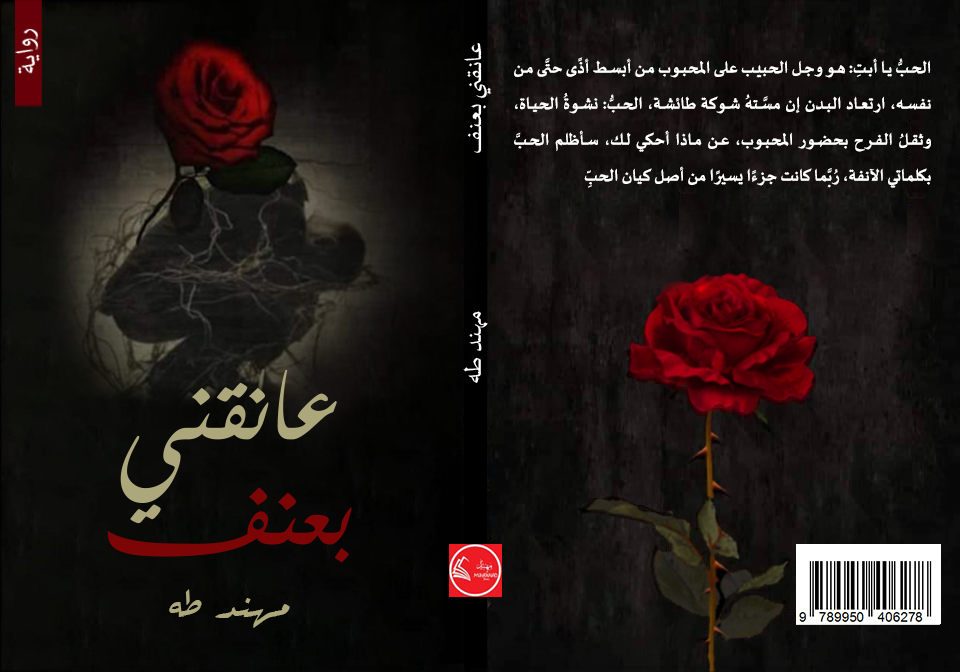 رواية
عانقني
بعنف
مهند طه
عانقني بعنف
مهند طه
الحبُّ يا أبتِ: هو وجل الحبيب على المحبوب من أبسط أذًى حتَّى من
نفسه، ارتعاد البدن إن مسَّتهُ شوكة طائشة، الحبُّ: نشوةُ الحياة،
وثقلُ الفرح بحضور المحبوب، عن ماذا أحكي لك، سأظلم الحبَّ
بكلماتي الآنفة، رُبَّما كانت جزءًا يسيرًا من أصل كيان الحبِّ
9 789950 406278